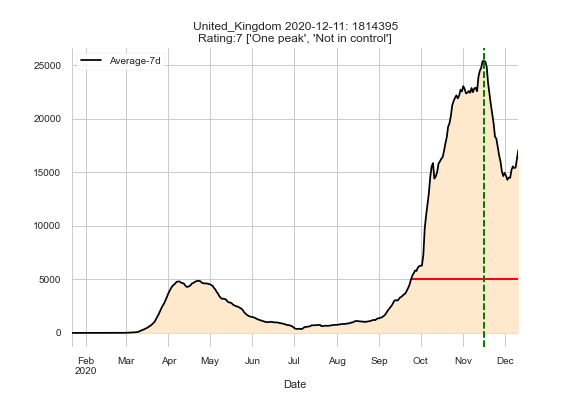 United_Kingdom 2020-12-11: 1814395
Rating:7 ['One peak', 'Not in control']
Average-7d
25000
20000
15000
10000
5000
0
Feb Mar Apr May Jun Jul Aug Sep Oct Nov Dec
2020
Date